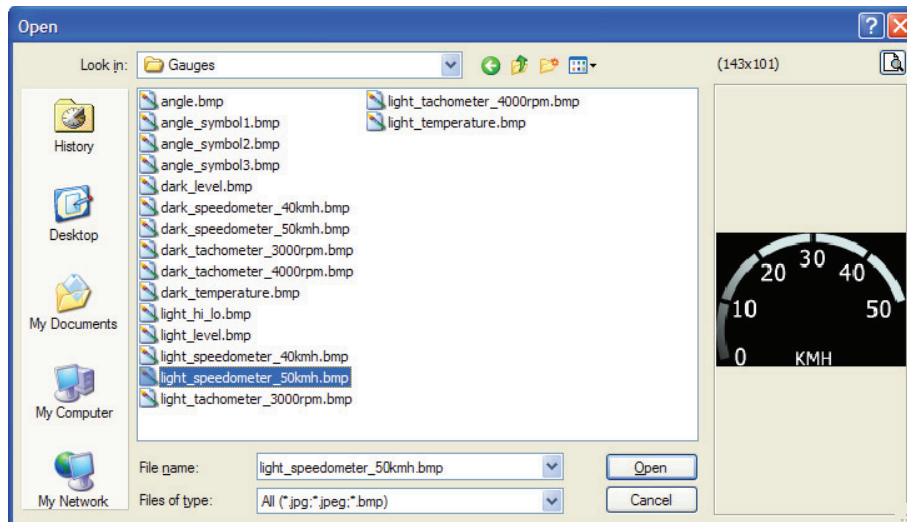 Open
Look in: Gauges (143x101)
History
Desktop
My Documents
My Computer
My Network
angle.bmp
angle_symbol1.bmp
angle_symbol2.bmp
angle_symbol3.bmp
dark_level.bmp
dark_speedometer_40kmh.bmp
dark_speedometer_50kmh.bmp
dark_tachometer_3000rpm.bmp
dark_tachometer_4000rpm.bmp
dark_temperature.bmp
light_hi_lo.bmp
light_level.bmp
light_speedometer_40kmh.bmp
light_speedometer_50kmh.bmp
light_tachometer_3000rpm.bmp
light_tachometer_4000rpm.bmp
light_temperature.bmp
0 10 20 30 40 50
KMH
File name: light_speedometer_50kmh.bmp Open
Files of type: All (*.jpg;*.jpeg;*.bmp) Cancel